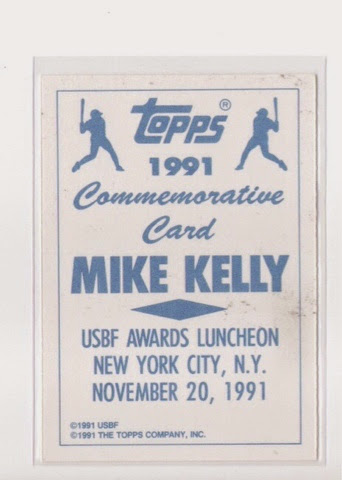 Topps®
1991
Commemorative
Card
MIKE KELLY
USBF AWARDS LUNCHEON
NEW YORK CITY, N.Y.
NOVEMBER 20, 1991
©1991 USBF
©1991 THE TOPPS COMPANY, INC.